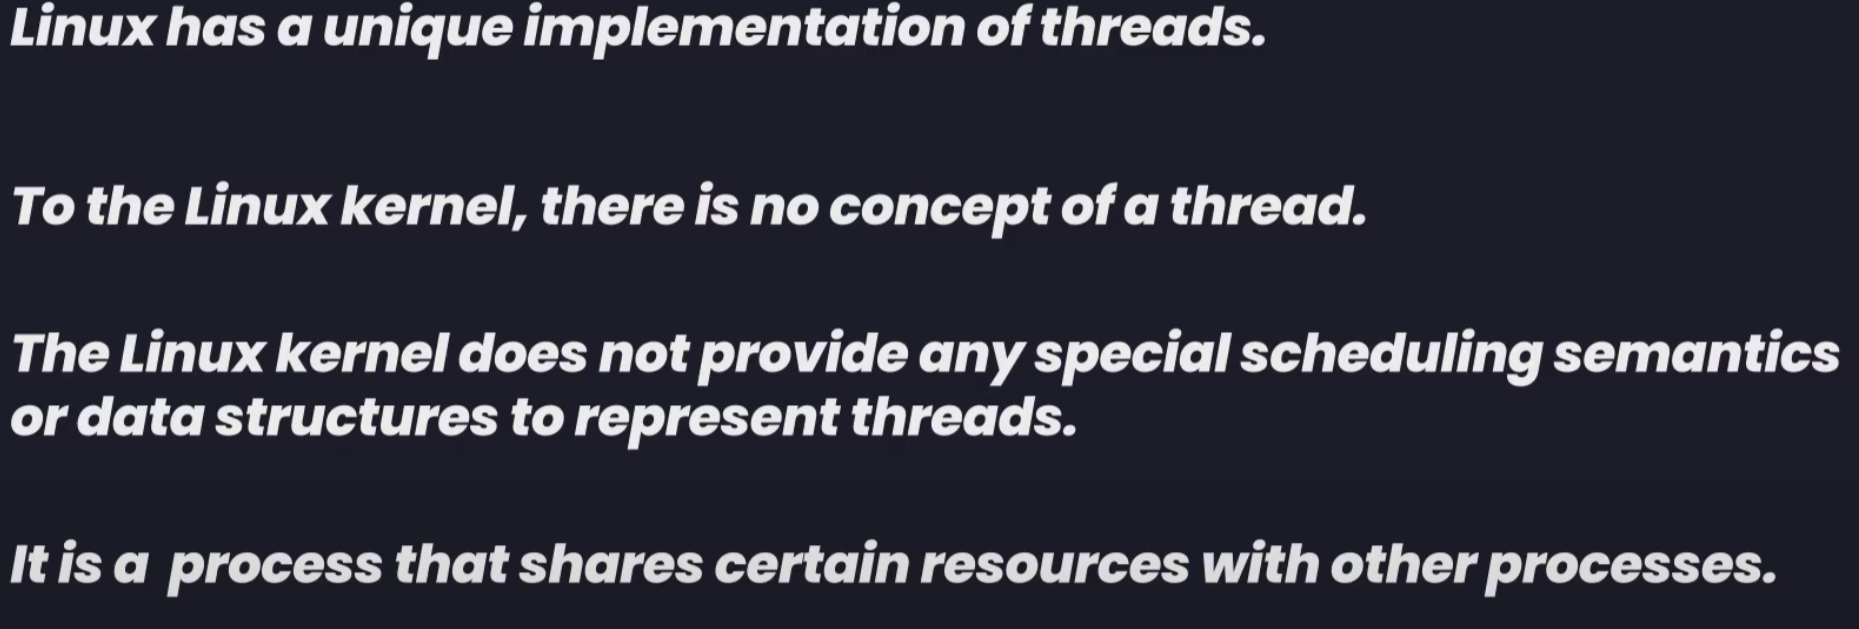 Linux has a unique implementation of threads.
To the Linux kernel, there is no concept of a thread.
The Linux kernel does not provide any special scheduling semantics
or data structures to represent threads.
It is a process that shares certain resources with other processes.